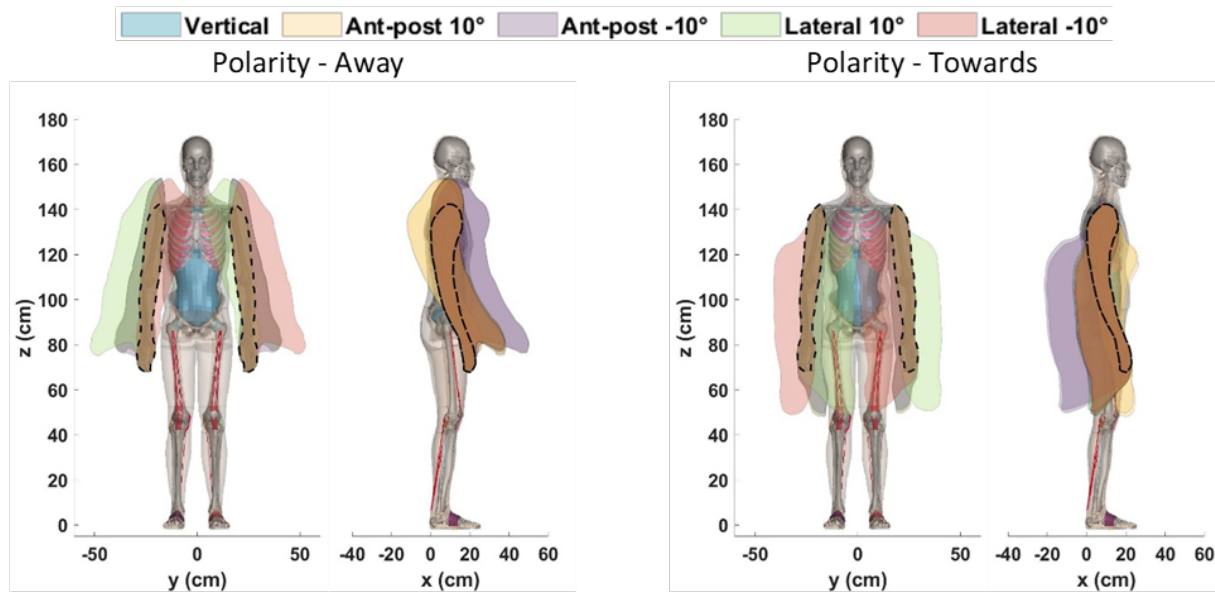 Vertical Ant-post 10° Ant-post -10° Lateral 10° Lateral -10°
Polarity - Away
180
160
140
120
100
80
60
40
20
0
z (cm)
-50 0 50
y (cm)
-40 -20 0 20 40 60
x (cm)
Polarity - Towards
180
160
140
120
100
80
60
40
20
0
z (cm)
-50 0 50
y (cm)
-40 -20 0 20 40 60
x (cm)